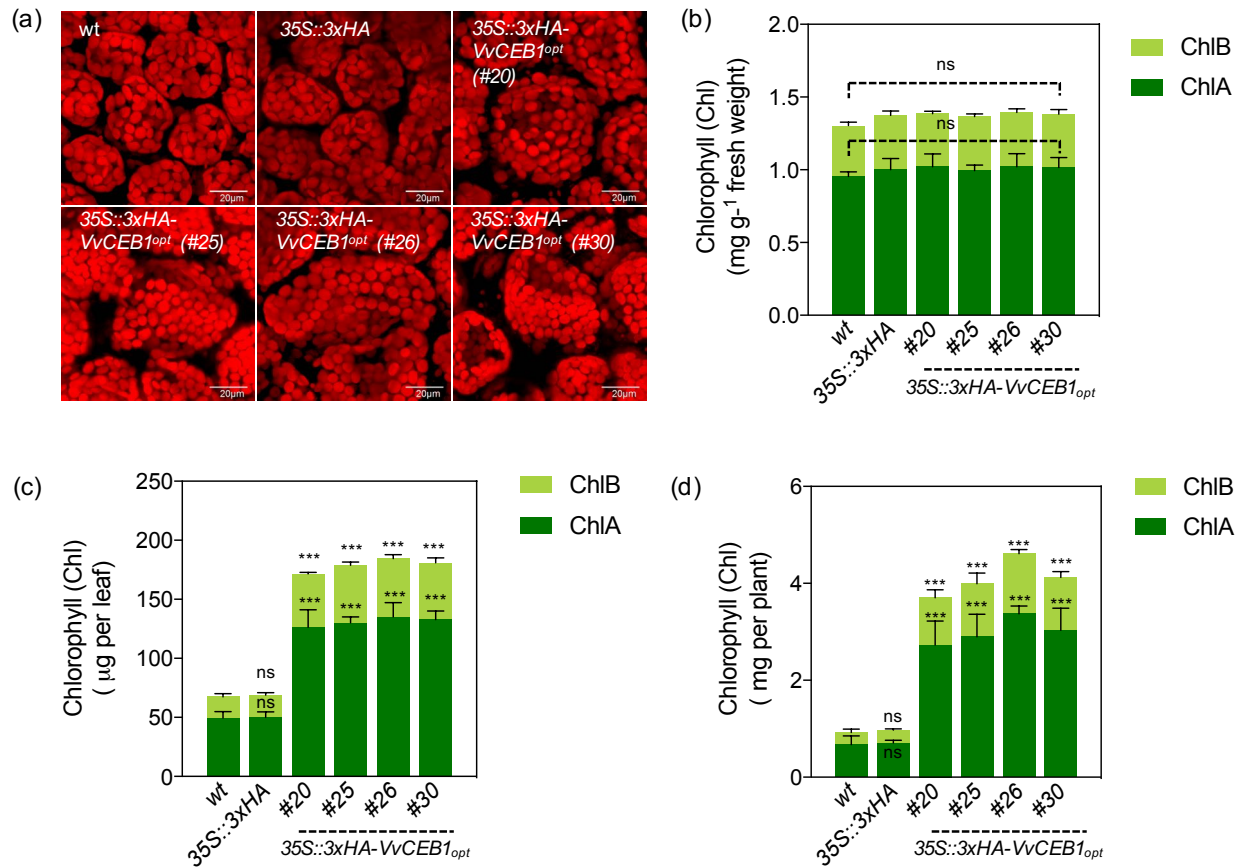 (a)
wt
35S::3xHA
35S::3xHA-
VvCEB1opt
(#20)
20µm
20µm
20µm
35S::3xHA-
VvCEB1opt (#25)
35S::3xHA-
VvCEB1opt (#26)
35S::3xHA-
VvCEB1opt (#30)
20µm
20µm
20µm
(b)
Chlorophyll (Chl)
(mg g-1 fresh weight)
2.0
1.5
1.0
0.5
0.0
ns
ns
ChlB
ChlA
wt
35S::3xHA
#20
#25
#26
#30
35S::3xHA-VvCEB1opt
(c)
Chlorophyll (Chl)
( µg per leaf)
250
200
150
100
50
0
ns
ns
***
***
***
***
***
***
***
***
ChlB
ChlA
wt
35S::3xHA
#20
#25
#26
#30
35S::3xHA-VvCEB1opt
(d)
Chlorophyll (Chl)
( mg per plant)
6
4
2
0
ns
ns
***
***
***
***
***
***
***
***
ChlB
ChlA
wt
35S::3xHA
#20
#25
#26
#30
35S::3xHA-VvCEB1opt